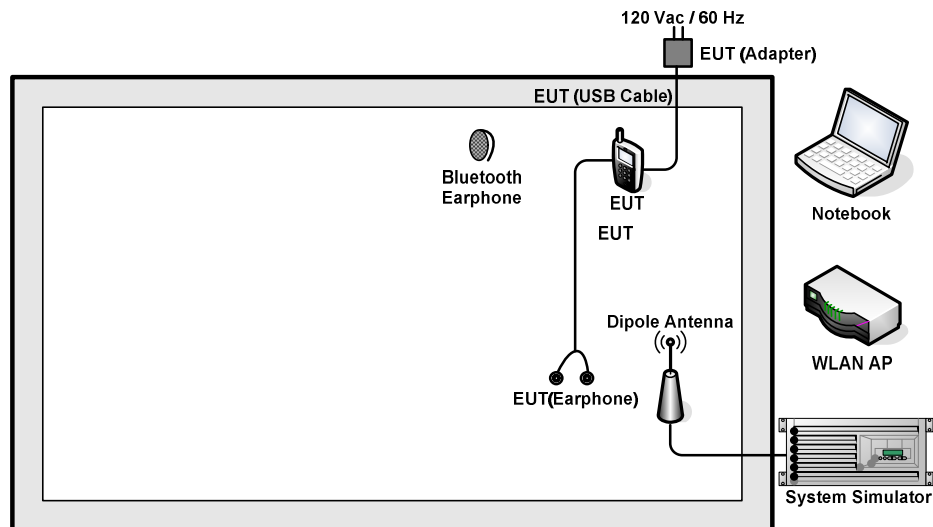 120 Vac / 60 Hz
EUT (Adapter)
EUT (USB Cable)
Bluetooth
Earphone
EUT
EUT
Notebook
Dipole Antenna
WLAN AP
EUT(Earphone)
System Simulator